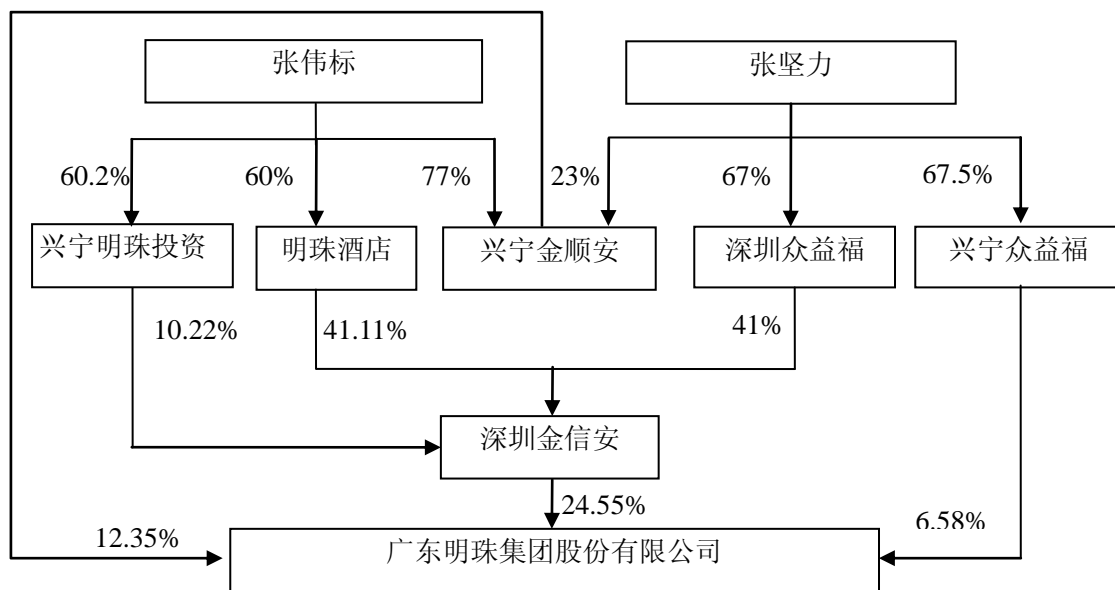 张伟标
张坚力
60.2%
60%
77%
23%
67%
67.5%
兴宁明珠投资
明珠酒店
兴宁金顺安
深圳众益福
兴宁众益福
10.22%
41.11%
41%
深圳金信安
24.55%
12.35%
6.58%
广东明珠集团股份有限公司